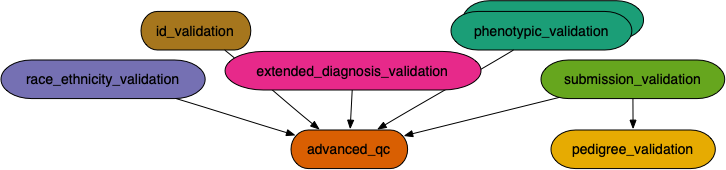 id_validation
phenotypic_validation
race_ethnicity_validation
extended_diagnosis_validation
submission_validation
advanced_qc
pedigree_validation